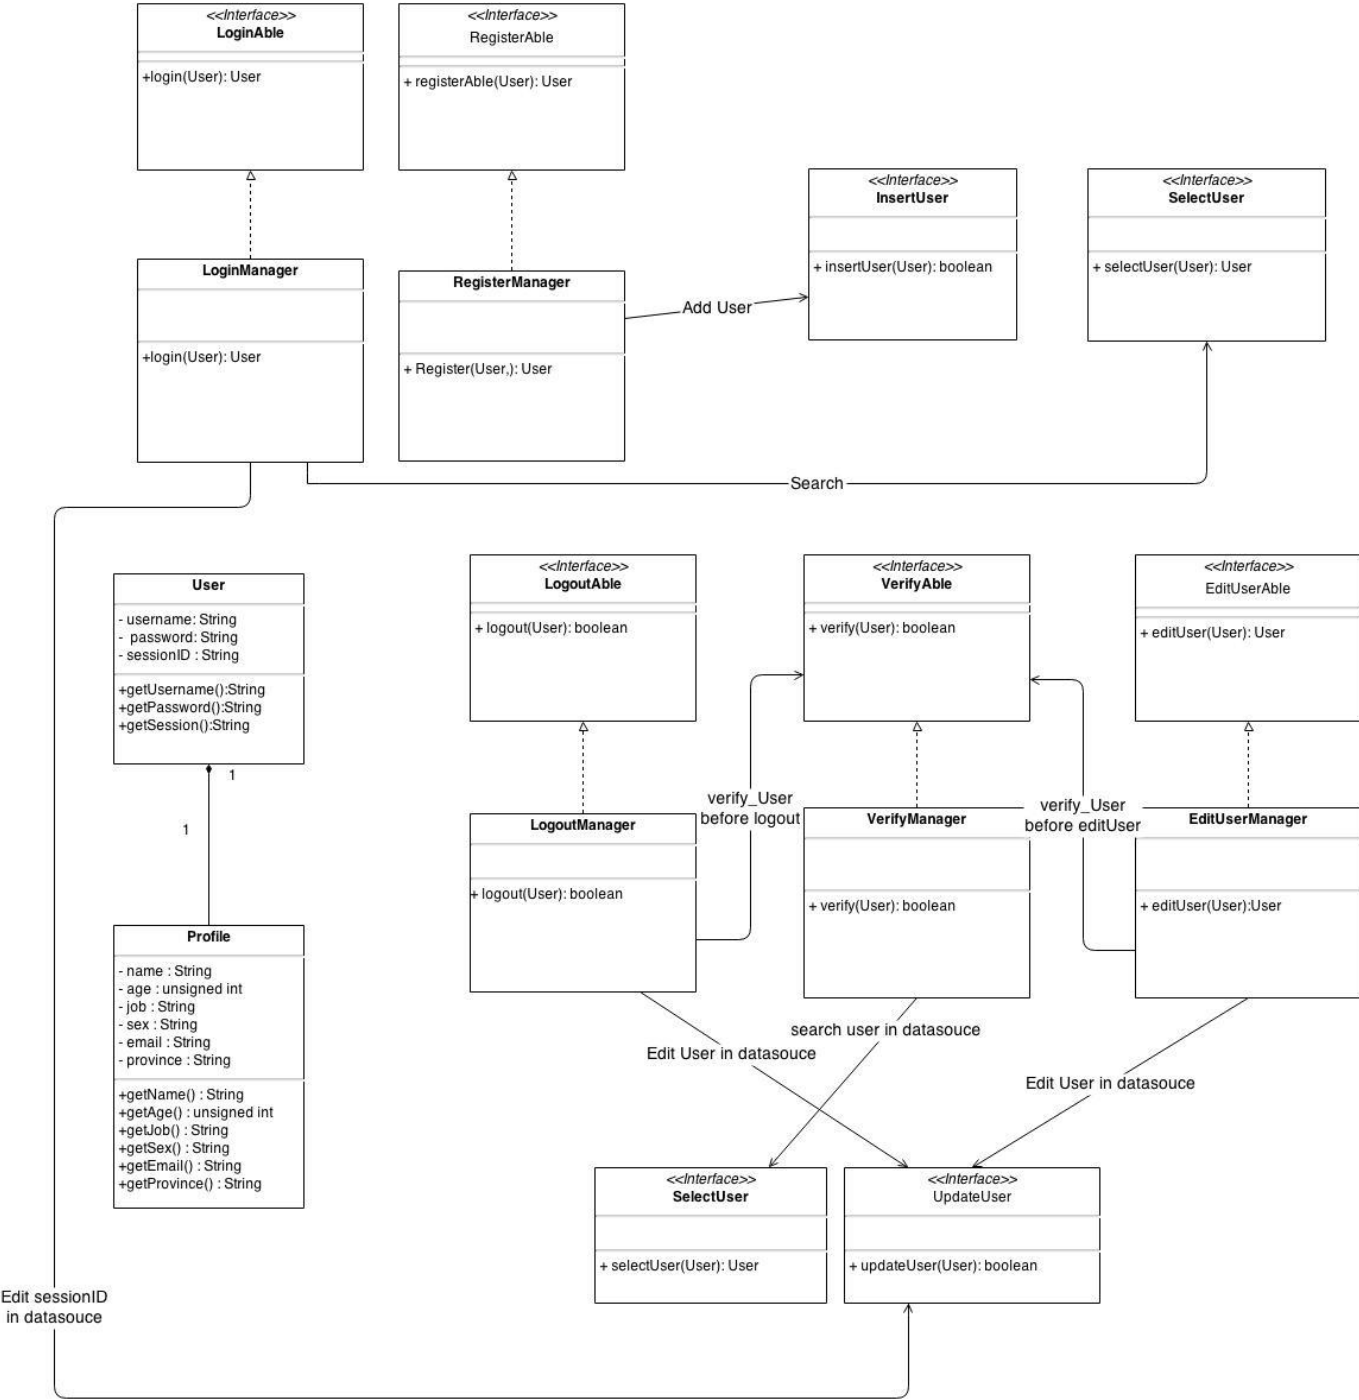 <<Interface>>
LoginAble
+login(User): User
<<Interface>>
RegisterAble
+ registerAble(User): User
<<Interface>>
InsertUser
+ insertUser(User): boolean
<<Interface>>
SelectUser
+ selectUser(User): User
LoginManager
+login(User): User
RegisterManager
+ Register(User,): User
Add User
Search
User
- username: String
-  password: String
- sessionID : String
+getUsername():String
+getPassword():String
+getSession():String
1
1
Profile
- name : String
- age : unsigned int
- job : String
- sex : String
- email : String
- province : String
+getName() : String
+getAge() : unsigned int
+getJob() : String
+getSex() : String
+getEmail() : String
+getProvince() : String
<<Interface>>
LogoutAble
+ logout(User): boolean
<<Interface>>
VerifyAble
+ verify(User): boolean
<<Interface>>
EditUserAble
+ editUser(User): User
verify_User
before logout
verify_User
before editUser
LogoutManager
+ logout(User): boolean
VerifyManager
+ verify(User): boolean
EditUserManager
+ editUser(User):User
search user in datasouce
Edit User in datasouce
Edit User in datasouce
<<Interface>>
SelectUser
+ selectUser(User): User
<<Interface>>
UpdateUser
+ updateUser(User): boolean
Edit sessionID
in datasouce